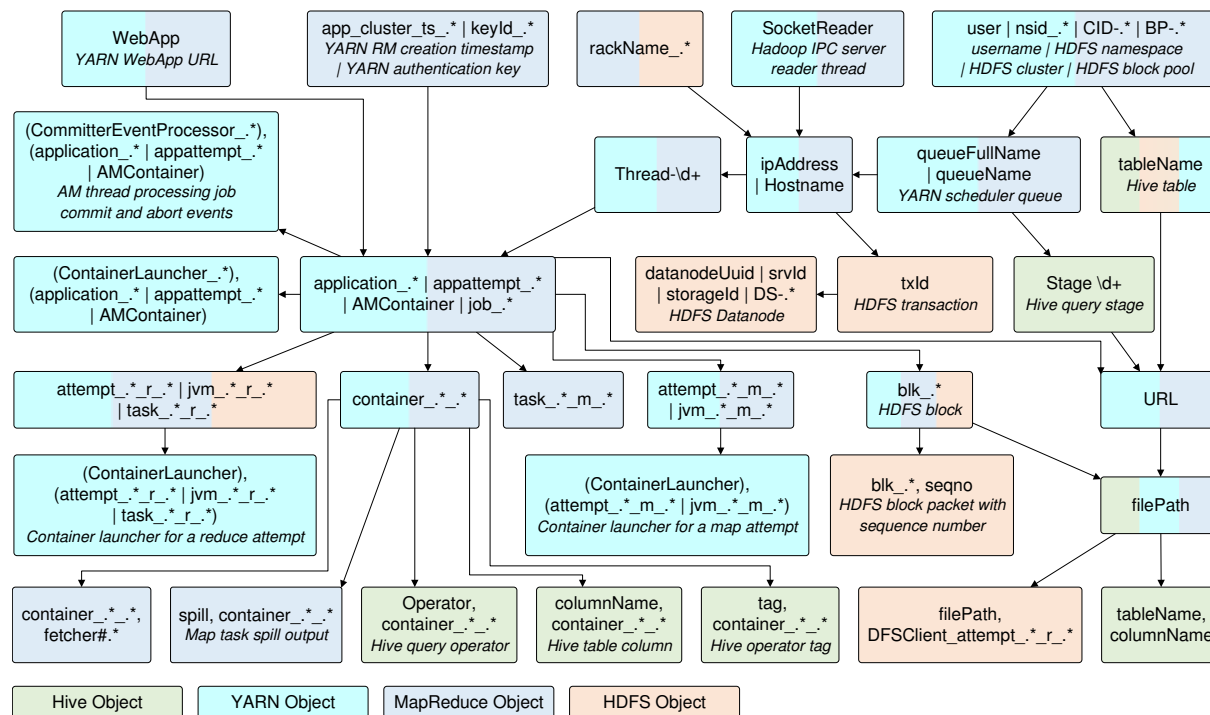 WebApp
YARN WebApp URL
app_cluster_ts_.* | keyId_.*
YARN RM creation timestamp
| YARN authentication key
rackName_.*
SocketReader
Hadoop IPC server
reader thread
user | nsid_.* | CID-.* | BP-.*
username | HDFS namespace
| HDFS cluster | HDFS block pool
(CommitterEventProcessor_.*),
(application_.* | appattempt_.*
| AMContainer)
AM thread processing job
commit and abort events
Thread-\d+
ipAddress
| Hostname
queueFullName
| queueName
YARN scheduler queue
tableName
Hive table
(ContainerLauncher_.*),
(application_.* | appattempt_.*
| AMContainer)
application_.* | appattempt_.*
| AMContainer | job_.*
datanodeUuid | srvId
| storageId | DS-.*
HDFS Datanode
txId
HDFS transaction
Stage \d+
Hive query stage
attempt_.*_r_.* | jvm_.*_r_.*
| task_.*_r_.*
container_.*_.*
task_.*_m_.*
attempt_.*_m_.*
| jvm_.*_m_.*
blk_.*
HDFS block
URL
(ContainerLauncher),
(attempt_.*_r_.* | jvm_.*_r_.*
| task_.*_r_.*)
Container launcher for a reduce attempt
(ContainerLauncher),
(attempt_.*_m_.* | jvm_.*_m_.*)
Container launcher for a map attempt
blk_.*, seqno
HDFS block packet with
sequence number
filePath
container_.*_.*,
fetcher#.*
spill, container_.*_.*
Map task spill output
Operator,
container_.*_.*
Hive query operator
columnName,
container_.*_.*
Hive table column
tag,
container_.*_.*
Hive operator tag
filePath,
DFSClient_attempt_.*_r_.*
tableName,
columnName
Hive Object
YARN Object
MapReduce Object
HDFS Object